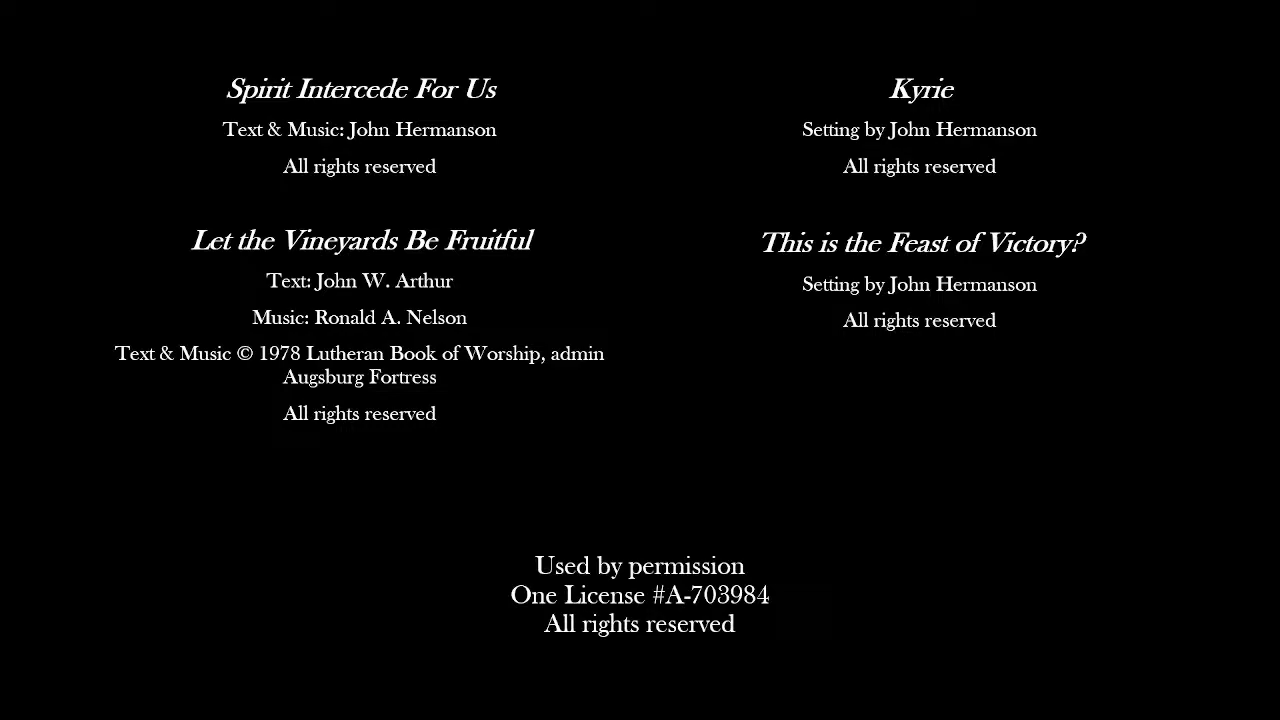 Spirit Intercede For Us
Text & Music: John Hermanson
All rights reserved
Let the Vineyards Be Fruitful
Text: John W. Arthur
Music: Ronald A. Nelson
Text & Music © 1978 Lutheran Book of Worship, admin
Augsburg Fortress
All rights reserved
Kyrie
Setting by John Hermanson
All rights reserved
This is the Feast of Victory?
Setting by John Hermanson
All rights reserved
Used by permission
One License #A-703984
All rights reserved